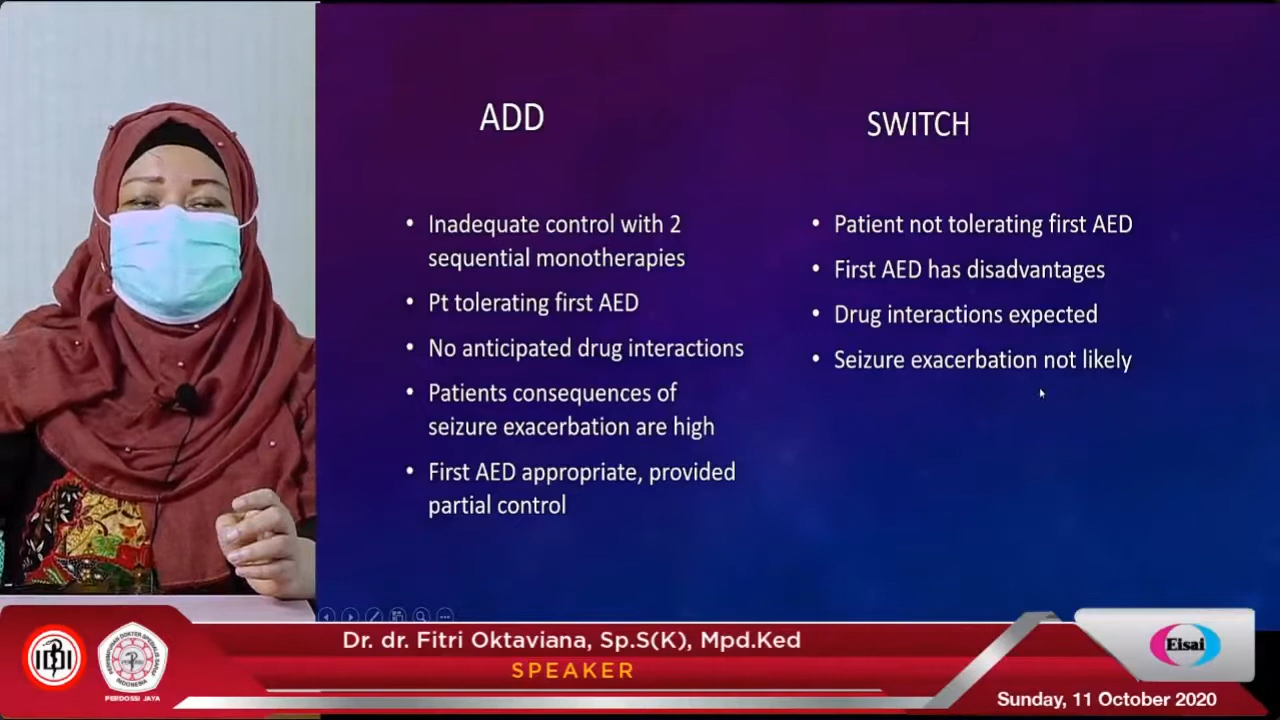 ADD
SWITCH
• Inadequate control with 2
sequential monotherapies
• Pt tolerating first AED
• No anticipated drug interactions
• Patients consequences of
seizure exacerbation are high
• First AED appropriate, provided
partial control
• Patient not tolerating first AED
• First AED has disadvantages
• Drug interactions expected
• Seizure exacerbation not likely
PERDOSSI JAYA
Dr. dr. Fitri Oktaviana, Sp.S(K), Mpd.Ked
SPEAKER
Eisai
Sunday, 11 October 2020